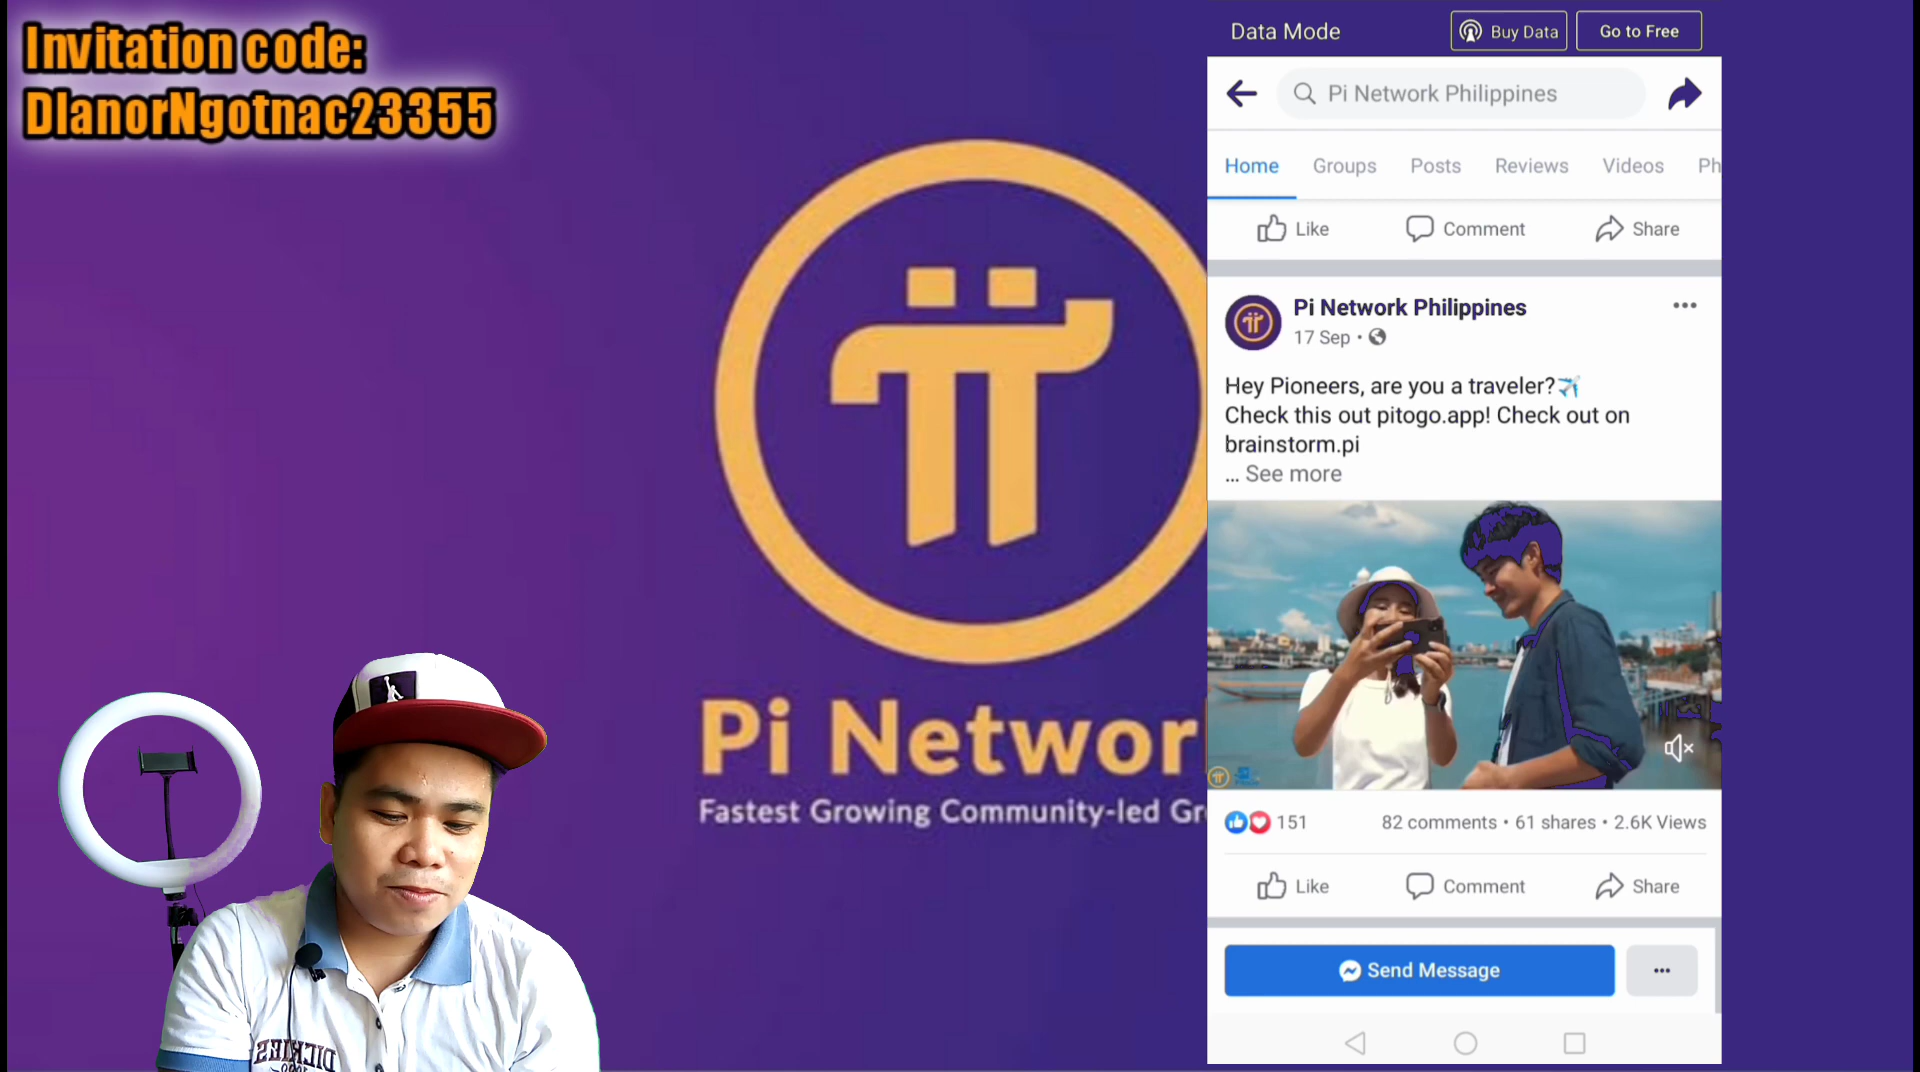 Invitation code:
DlanorNgotnac23355
Pi Networ
Fastest Growing Community-led Gr
Data Mode
Buy Data
Go to Free
Pi Network Philippines
Home
Groups
Posts
Reviews
Videos
Ph
Like
Comment
Share
Pi Network Philippines
17 Sep
Hey Pioneers, are you a traveler?✈️
Check this out pitogo.app! Check out on
brainstorm.pi
... See more
151
82 comments • 61 shares • 2.6K Views
Like
Comment
Share
Send Message
DICKIES